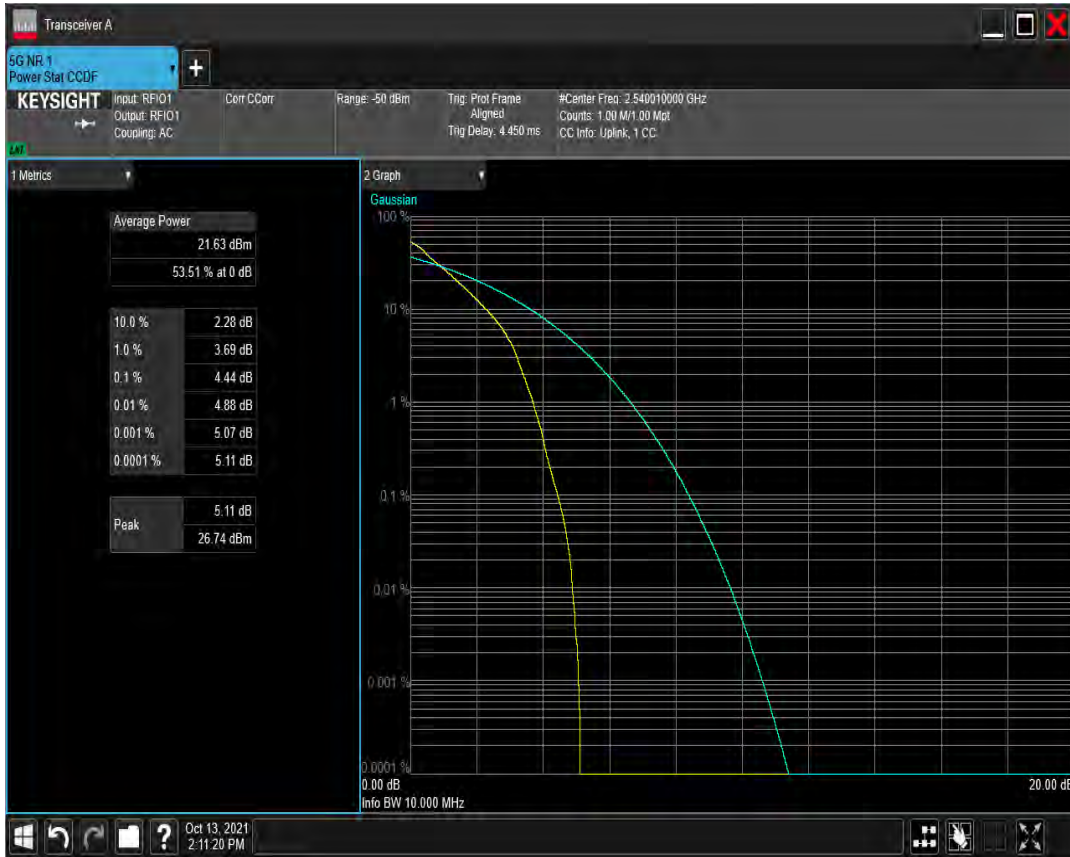 Transceiver A
5G NR 1
Power Stat CCDF
+
KEYSIGHT
Input: RFIO1
Output: RFIO1
Coupling: AC
Corr CCorr
Range: -50 dBm
Trig: Prot Frame
Aligned
Trig Delay: 4.450 ms
#Center Freq: 2.540010000 GHz
Counts: 1.00 M/1.00 Mpt
CC Info: Uplink, 1 CC
LNI
1 Metrics
Average Power
21.63 dBm
53.51 % at 0 dB
10.0 % 2.28 dB
1.0 % 3.69 dB
0.1 % 4.44 dB
0.01 % 4.88 dB
0.001 % 5.07 dB
0.0001 % 5.11 dB
Peak 5.11 dB
26.74 dBm
2 Graph
Gaussian
100 %
10 %
1 %
0.1 %
0.01 %
0.001 %
0.0001 %
0.00 dB
20.00 dB
Info BW 10.000 MHz
?
Oct 13, 2021
2:11:20 PM